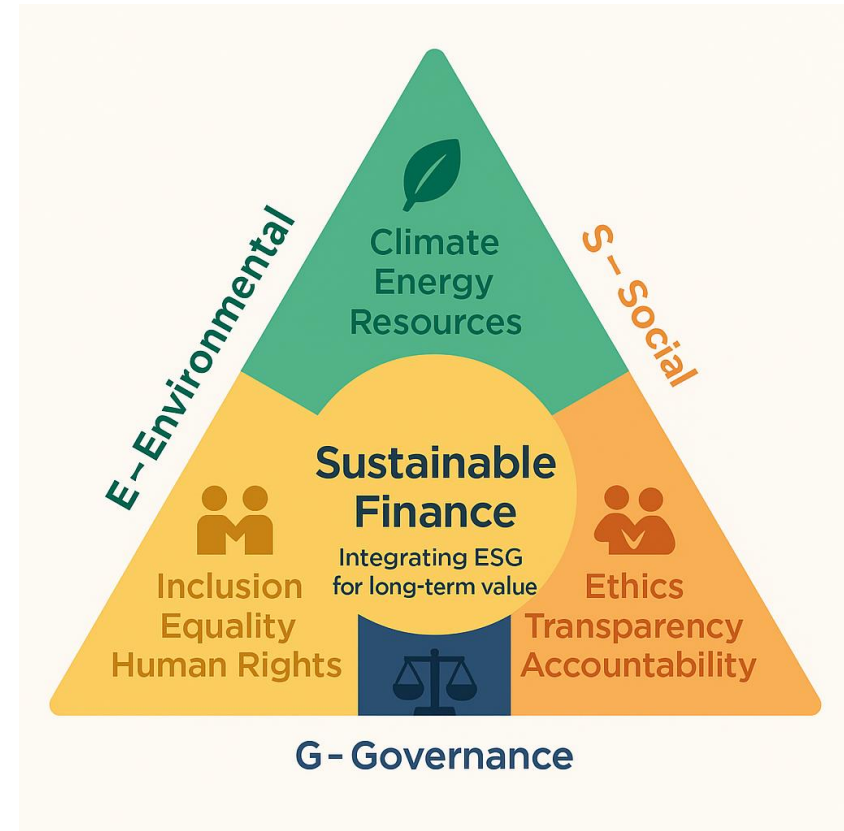 Climate
Energy
Resources
E – Environmental
S – Social
Sustainable
Finance
Integrating ESG
for long-term value
Inclusion
Equality
Human Rights
Ethics
Transparency
Accountability
G – Governance